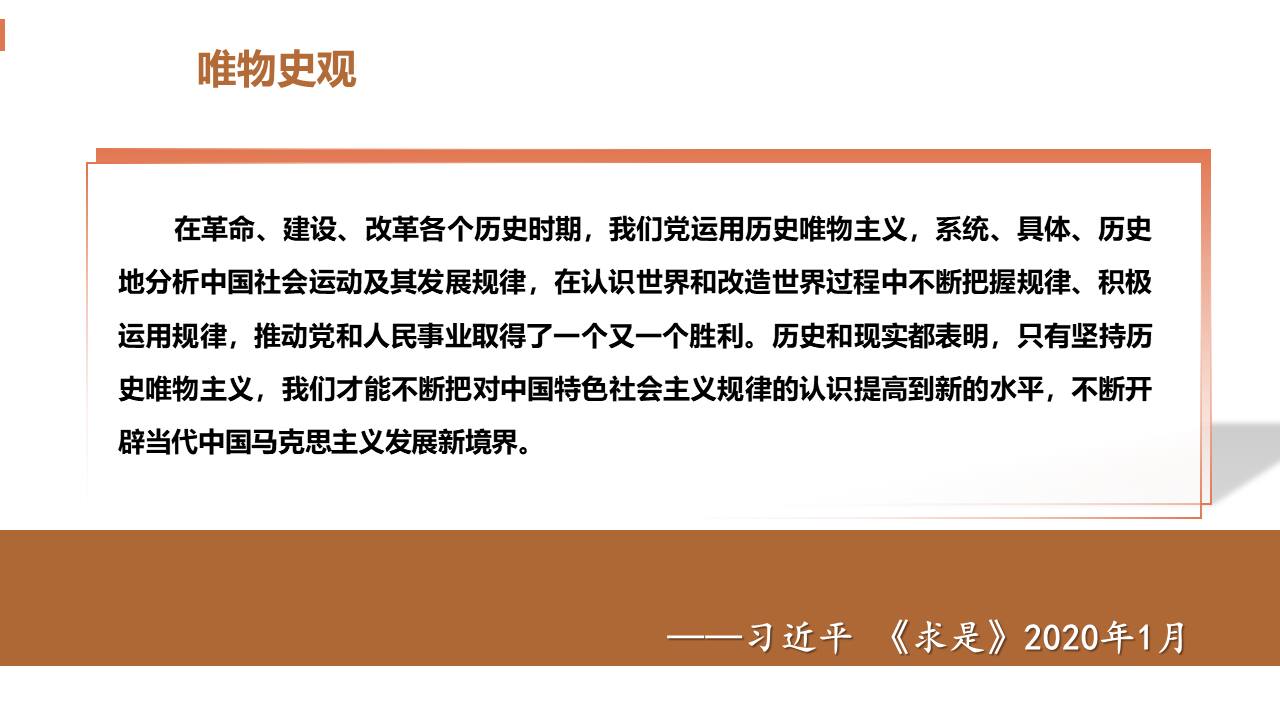 唯物史观
在革命、建设、改革各个历史时期，我们党运用历史唯物主义，系统、具体、历史
地分析中国社会运动及其发展规律，在认识世界和改造世界过程中不断把握规律、积极
运用规律，推动党和人民事业取得了一个又一个胜利。历史和现实都表明，只有坚持历
史唯物主义，我们才能不断把对中国特色社会主义规律的认识提高到新的水平，不断开
辟当代中国马克思主义发展新境界。
——习近平 《求是》2020年1月